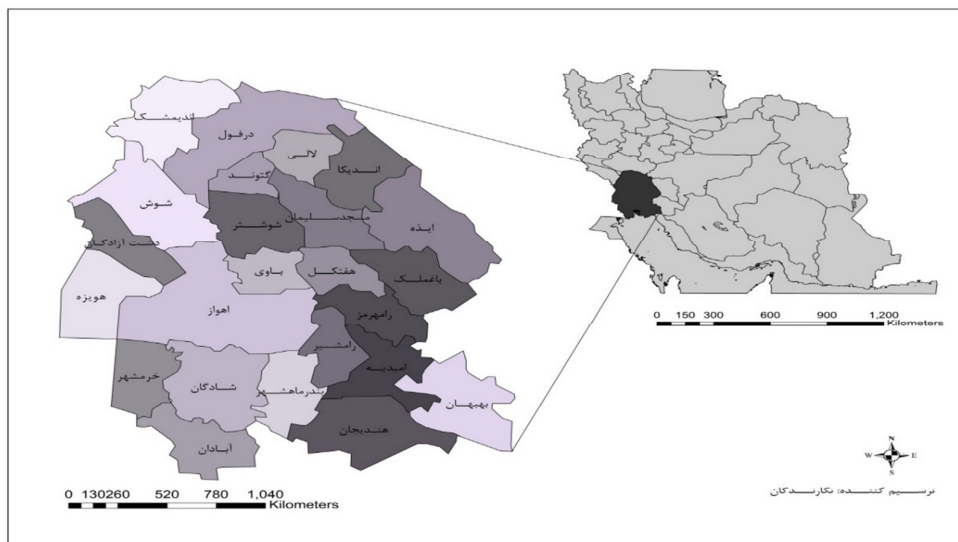 اندیمشک
دزفول
لالی
اندیکا
گتوند
شوش
شوشتر
مسجدسلیمان
ایذه
دشت آزادگان
باوی
هفتکل
باغملک
هویزه
اهواز
رامهرمز
رامشیر
امیدیه
خرمشهر
شادگان
بندرماهشهر
بهبهان
هندیجان
آبادان
0 130260 520 780 1,040
Kilometers
0 150 300 600 900 1,200
Kilometers
N
W E
S
ترسیم کننده: نگارندگان